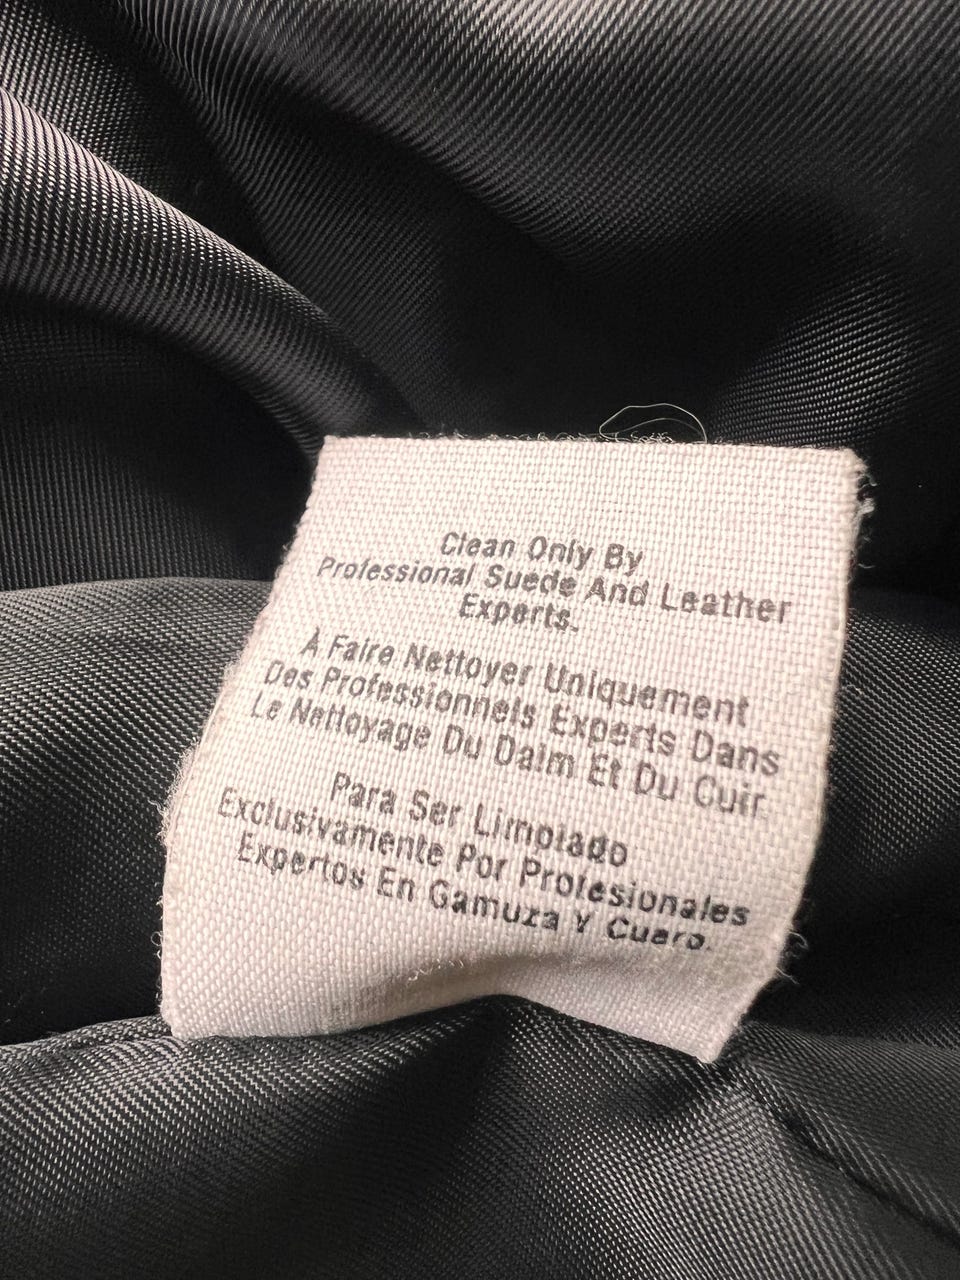 Clean Only By
Professional Suede And Leather
Experts.
À Faire Nettoyer Uniquement
Des Professionnels Experts Dans
Le Nettoyage Du Daim Et Du Cuir.
Para Ser Limpiado
Exclusivamente Por Profesionales
Expertos En Gamuza Y Cuero.